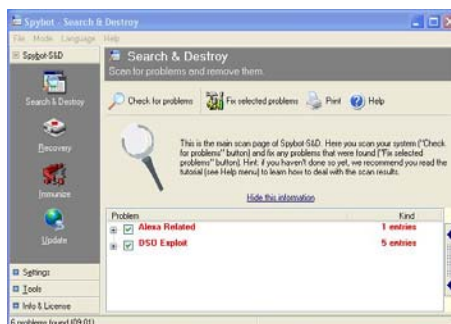 Spybot - Search & Destroy
File Mode Language Help
Spybot-S&D
Search & Destroy
Recovery
Immunize
Update
Settings
Tools
Info & License
Search & Destroy
Scan for problems and remove them.
Check for problems Fix selected problems Print Help
This is the main scan page of Spybot-S&D. Here you scan your system ("Check
for problems" button) and fix any problems that were found ("Fix selected
problems" button). Hint: if you haven't done so yet, we recommend you read the
tutorial (see Help menu) to learn how to deal with the scan results.
Hide this information
Problem Kind
Alexa Related 1 entries
DSO Exploit 5 entries
6 problems found (09:01)